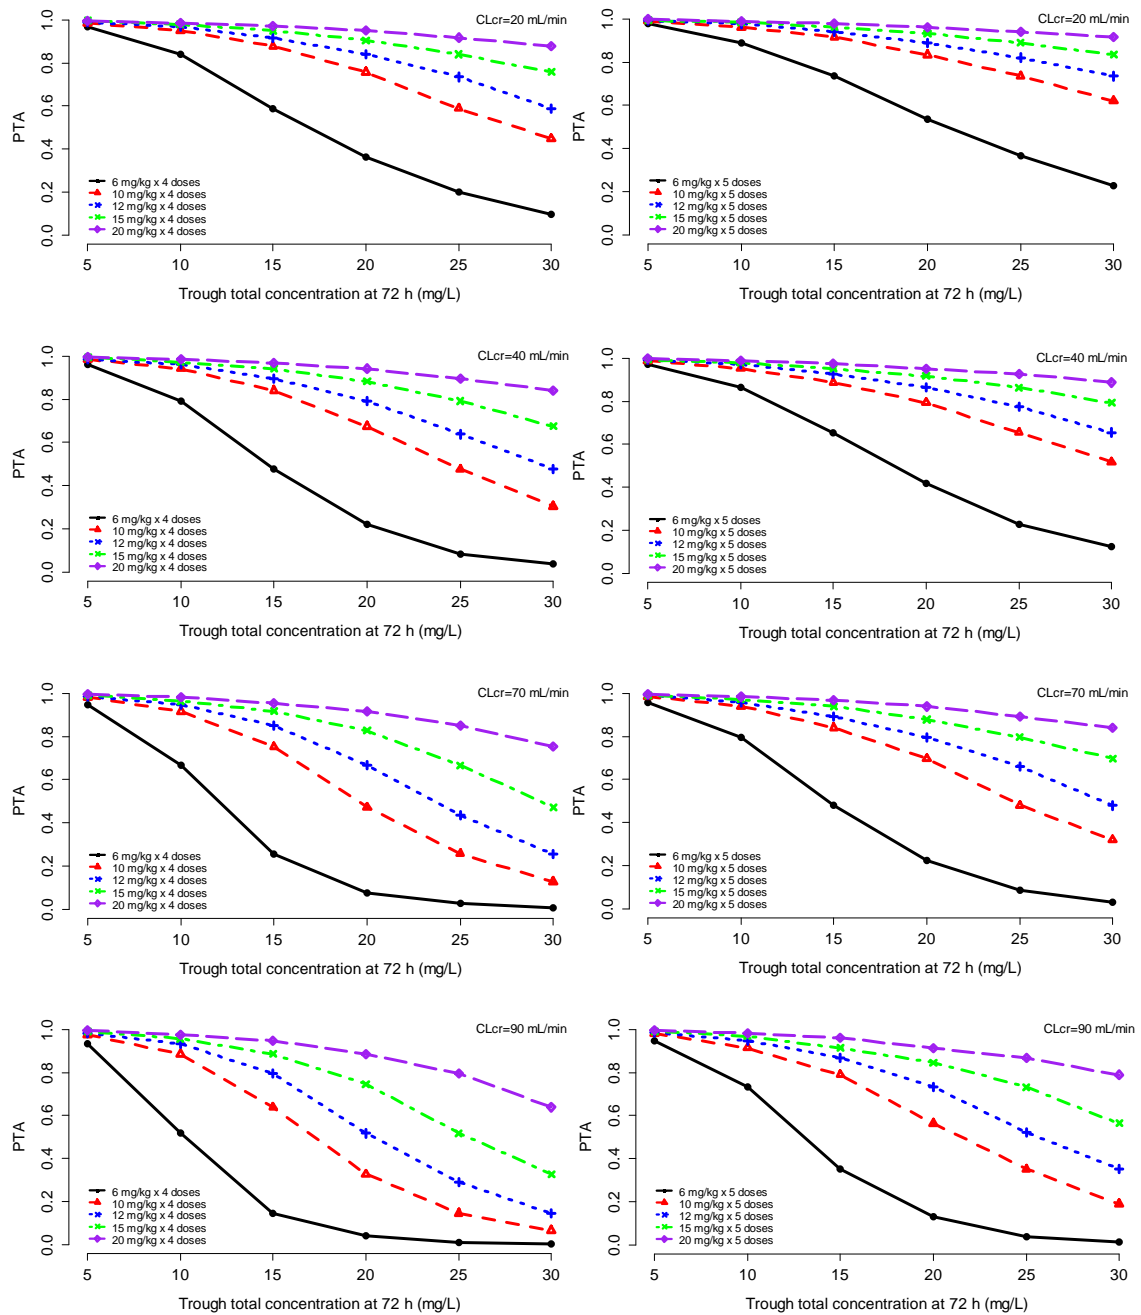 CLcr=20 mL/min
PTA
1.0
0.8
0.6
0.4
0.2
0.0
6 mg/kg x 4 doses
10 mg/kg x 4 doses
12 mg/kg x 4 doses
15 mg/kg x 4 doses
20 mg/kg x 4 doses
5 10 15 20 25 30
Trough total concentration at 72 h (mg/L)
CLcr=20 mL/min
PTA
1.0
0.8
0.6
0.4
0.2
0.0
6 mg/kg x 5 doses
10 mg/kg x 5 doses
12 mg/kg x 5 doses
15 mg/kg x 5 doses
20 mg/kg x 5 doses
5 10 15 20 25 30
Trough total concentration at 72 h (mg/L)
CLcr=40 mL/min
PTA
1.0
0.8
0.6
0.4
0.2
0.0
6 mg/kg x 4 doses
10 mg/kg x 4 doses
12 mg/kg x 4 doses
15 mg/kg x 4 doses
20 mg/kg x 4 doses
5 10 15 20 25 30
Trough total concentration at 72 h (mg/L)
CLcr=40 mL/min
PTA
1.0
0.8
0.6
0.4
0.2
0.0
6 mg/kg x 5 doses
10 mg/kg x 5 doses
12 mg/kg x 5 doses
15 mg/kg x 5 doses
20 mg/kg x 5 doses
5 10 15 20 25 30
Trough total concentration at 72 h (mg/L)
CLcr=70 mL/min
PTA
1.0
0.8
0.6
0.4
0.2
0.0
6 mg/kg x 4 doses
10 mg/kg x 4 doses
12 mg/kg x 4 doses
15 mg/kg x 4 doses
20 mg/kg x 4 doses
5 10 15 20 25 30
Trough total concentration at 72 h (mg/L)
CLcr=70 mL/min
PTA
1.0
0.8
0.6
0.4
0.2
0.0
6 mg/kg x 5 doses
10 mg/kg x 5 doses
12 mg/kg x 5 doses
15 mg/kg x 5 doses
20 mg/kg x 5 doses
5 10 15 20 25 30
Trough total concentration at 72 h (mg/L)
CLcr=90 mL/min
PTA
1.0
0.8
0.6
0.4
0.2
0.0
6 mg/kg x 4 doses
10 mg/kg x 4 doses
12 mg/kg x 4 doses
15 mg/kg x 4 doses
20 mg/kg x 4 doses
5 10 15 20 25 30
Trough total concentration at 72 h (mg/L)
CLcr=90 mL/min
PTA
1.0
0.8
0.6
0.4
0.2
0.0
6 mg/kg x 5 doses
10 mg/kg x 5 doses
12 mg/kg x 5 doses
15 mg/kg x 5 doses
20 mg/kg x 5 doses
5 10 15 20 25 30
Trough total concentration at 72 h (mg/L)